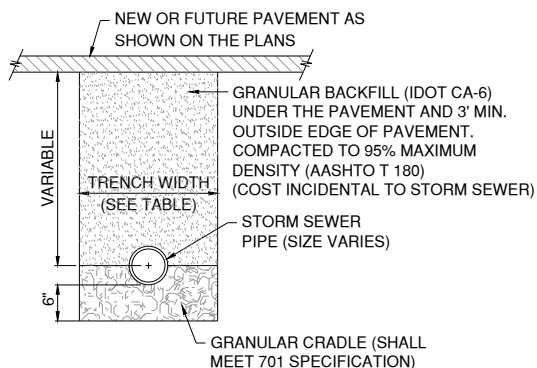 NEW OR FUTURE PAVEMENT AS
SHOWN ON THE PLANS
GRANULAR BACKFILL (IDOT CA-6)
UNDER THE PAVEMENT AND 3' MIN.
OUTSIDE EDGE OF PAVEMENT.
COMPACTED TO 95% MAXIMUM
DENSITY (AASHTO T 180)
(COST INCIDENTAL TO STORM SEWER)
VARIABLE
TRENCH WIDTH
(SEE TABLE)
STORM SEWER
PIPE (SIZE VARIES)
6"
GRANULAR CRADLE (SHALL
MEET 701 SPECIFICATION)